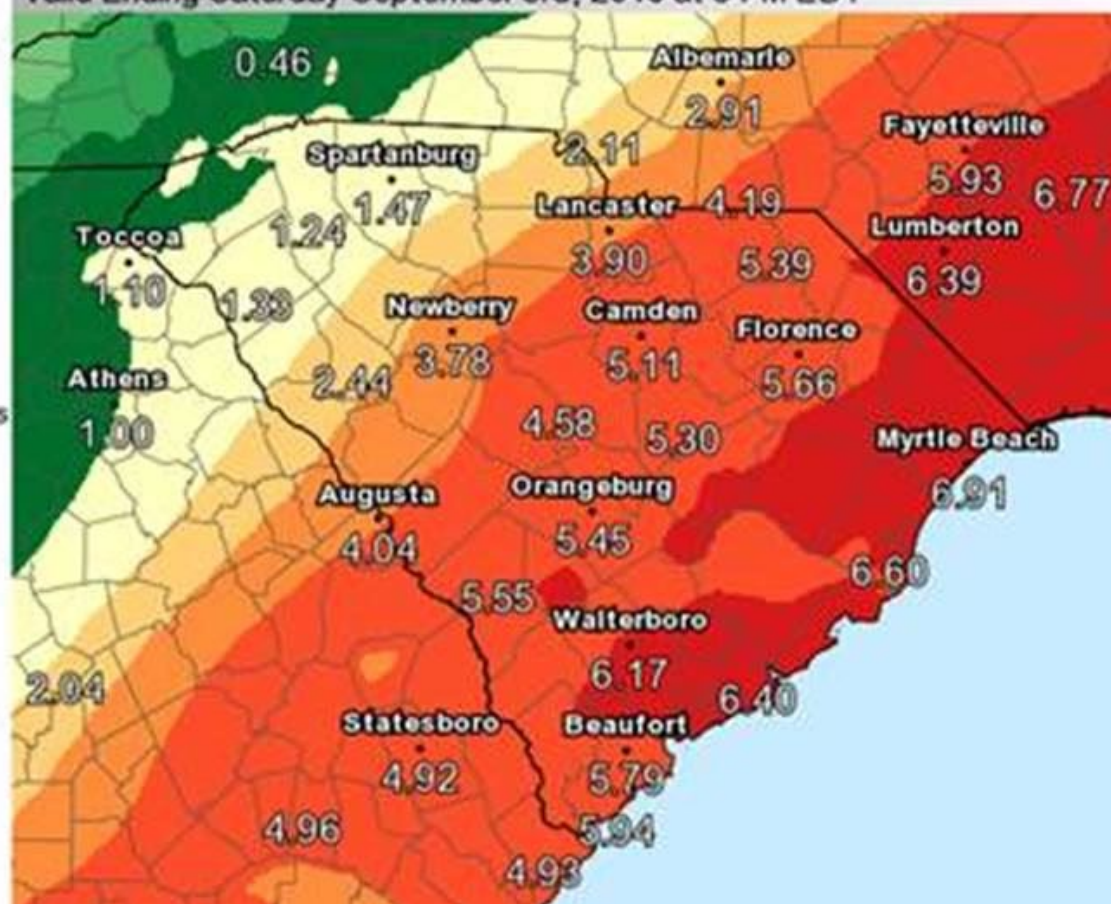 0.46
Albemarle
2.91
Fayetteville
5.93
6.77
2.11
Spartanburg
1.47
1.24
Lancaster
4.19
3.90
5.39
Lumberton
6.39
Toccoa
1.10
1.39
Newberry
3.78
Camden
5.11
Florence
5.66
2.44
Athens
1.00
4.58
5.30
Myrtle Beach
6.91
Augusta
4.04
Orangeburg
5.45
6.60
5.55
Walterboro
6.17
6.40
2.04
Statesboro
4.92
Beaufort
5.79
5.94
4.96
4.93